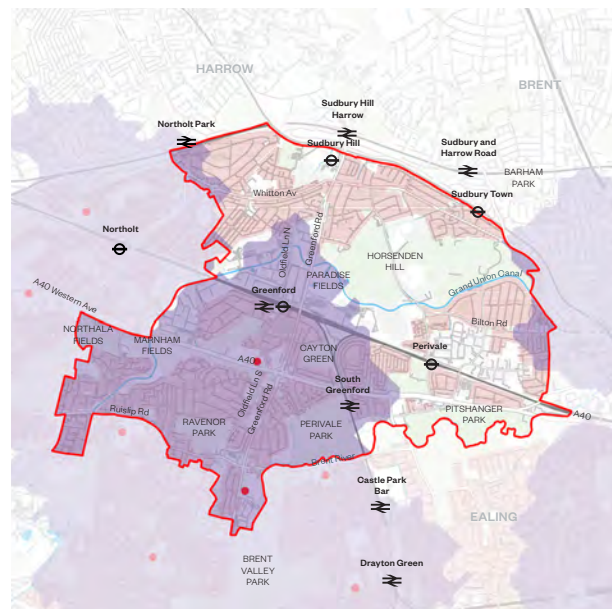 HARROW
BRENT
Sudbury Hill
Harrow
Northolt Park
Sudbury Hill
Sudbury and
Harrow Road
BARHAM
PARK
Whitton Av
Sudbury Town
Northolt
Oldfield Ln N
Greenford Rd
HORSENDEN
HILL
PARADISE
FIELDS
Grand Union Canal
A40 Western Ave
Greenford
NORTHALA
FIELDS
MARNHAM
FIELDS
Bilton Rd
CAYTON
GREEN
A40
Perivale
Oldfield Ln S
Greenford Rd
South
Greenford
Ruislip Rd
RAVENOR
PARK
PERIVALE
PARK
PITSHANGER
PARK
A40
Brent River
Castle Park
Bar
EALING
BRENT
VALLEY
PARK
Drayton Green